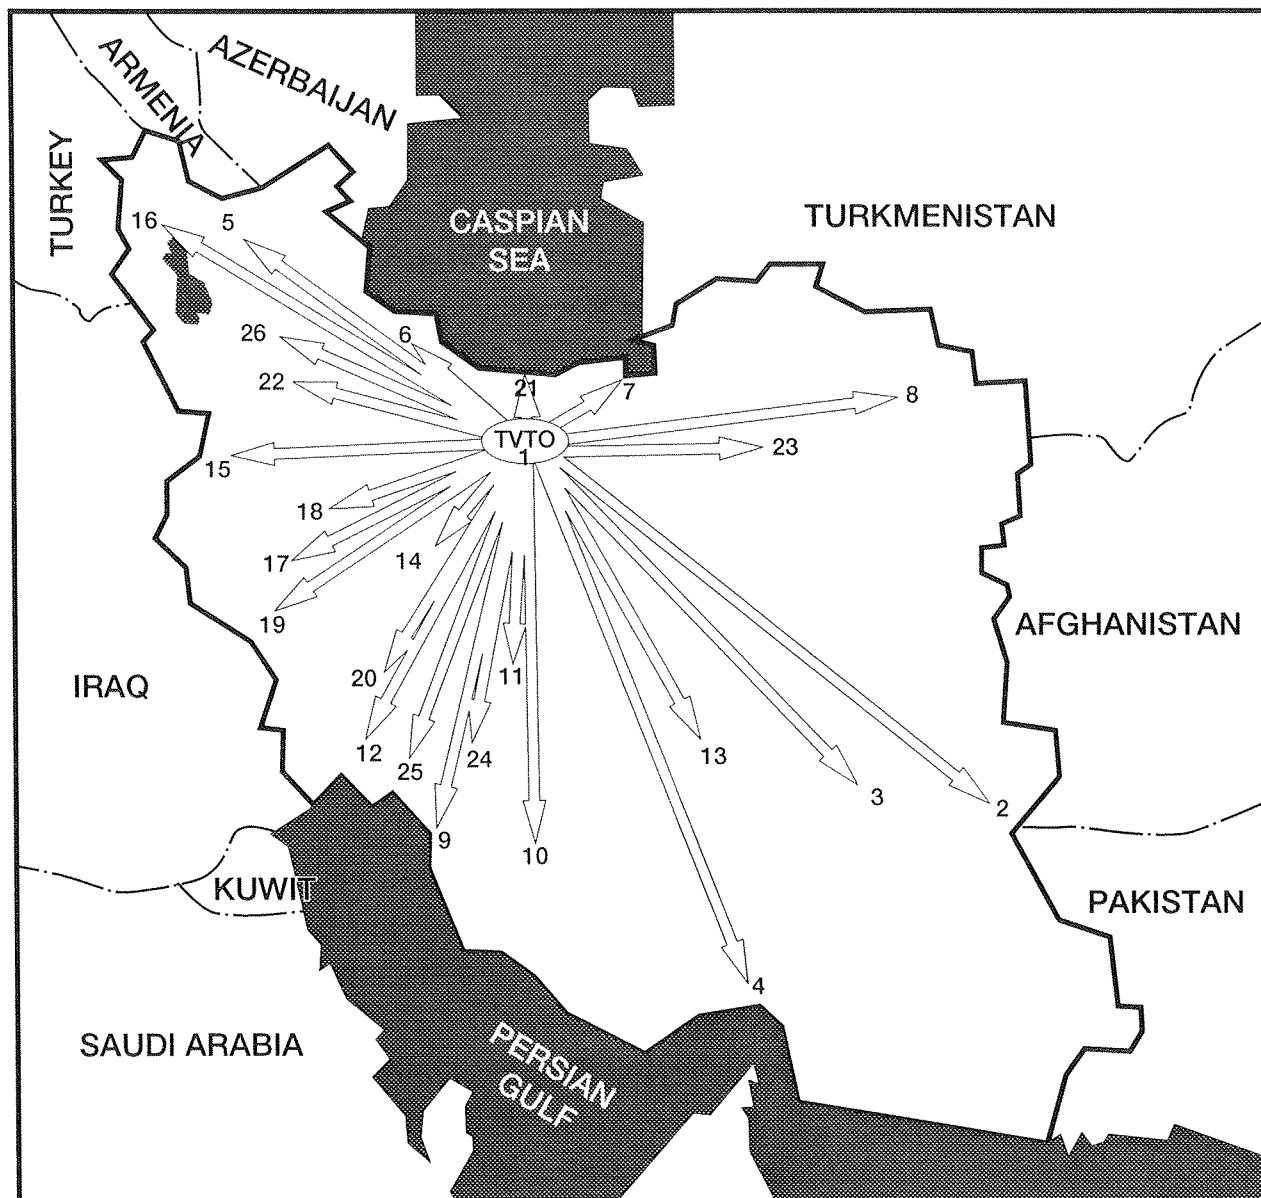 AZERBAIJAN
ARMENIA
TURKEY
CASPIAN
SEA
TURKMENISTAN
16
5
26
6
22
21
7
8
TVTO
1
23
15
18
14
17
19
AFGHANISTAN
IRAQ
20
11
12
25
24
13
3
2
9
10
KUWIT
PAKISTAN
4
SAUDI ARABIA
PERSIAN
GULF